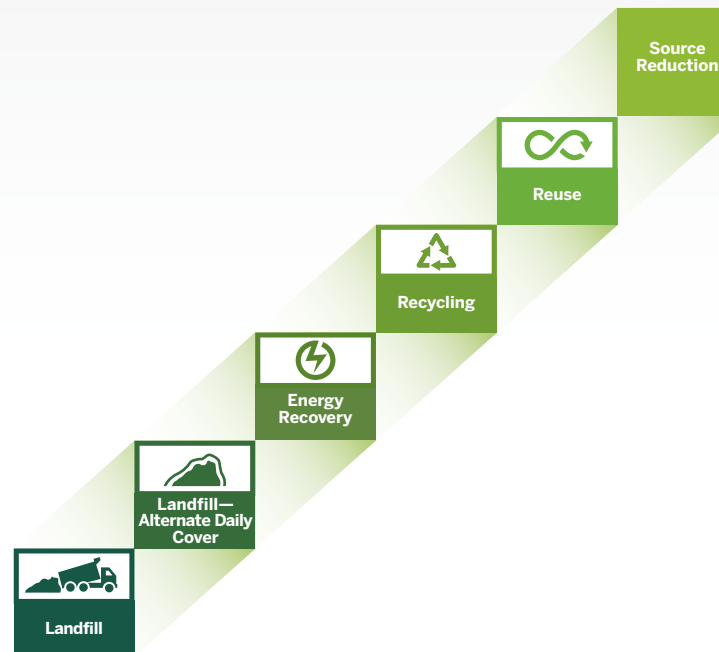 Source
Reduction
Reuse
Recycling
Energy
Recovery
Landfill—
Alternate Daily
Cover
Landfill